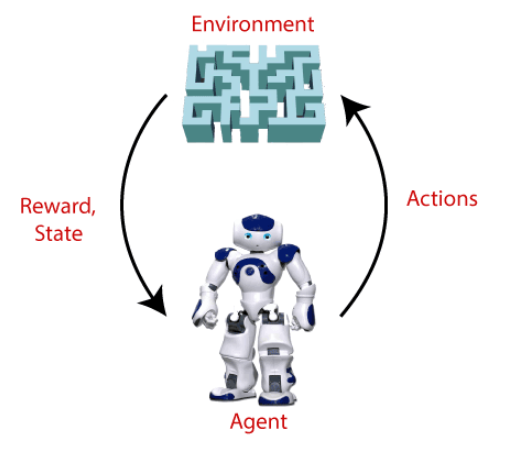 Environment
Reward,
State
Actions
Agent